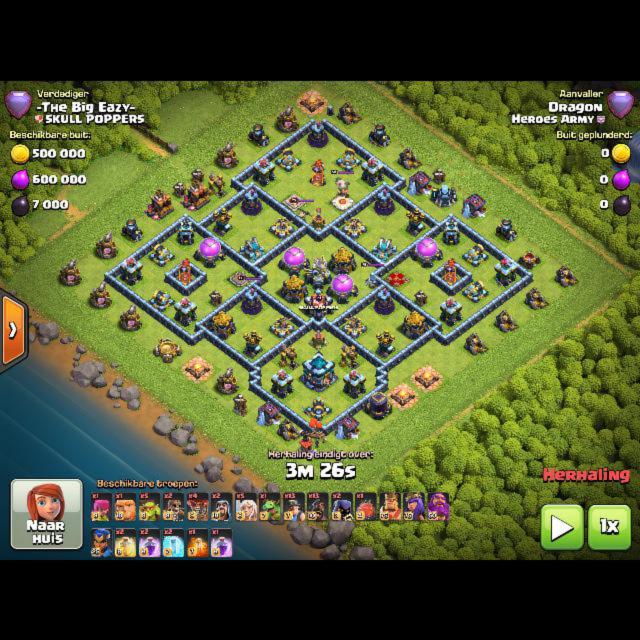 Verdediger
-The Big Eazy-
SKULL POPPERS
Beschikbare buit:
500 000
600 000
7 000
Aanvaller
Dragon
Heroes Army
Buit geplunderd:
0
0
0
Herhaling eindigt over:
3m 26s
Herhaling
Beschikbare troepen:
Naar huis
1x